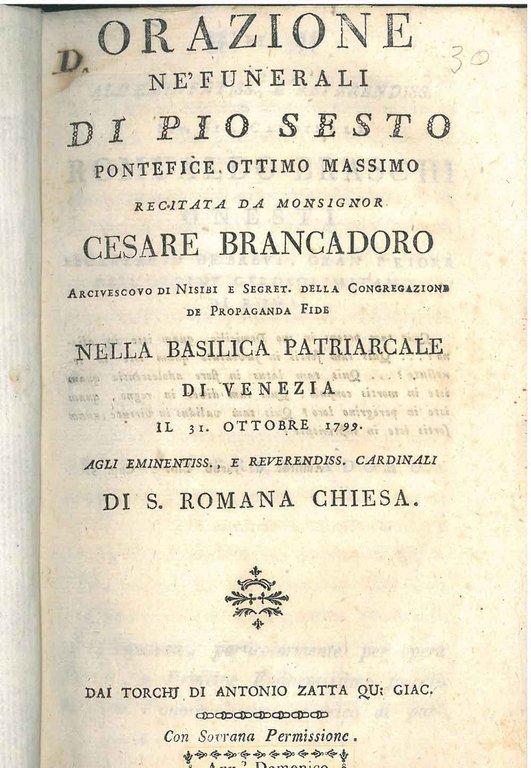 ORAZIONE
D.
30
NE' FUNERALI
DI PIO SESTO
PONTEFICE OTTIMO MASSIMO
RECITATA DA MONSIGNOR
CESARE BRANCADORO
ARCIVESCOVO DI NISIBI E SEGRET. DELLA CONGREGAZIONE
DE PROPAGANDA FIDE
NELLA BASILICA PATRIARCALE
DI VENEZIA
IL 31. OTTOBRE 1799.
AGLI EMINENTISS., E REVERENDISS. CARDINALI
DI S. ROMANA CHIESA.
DAI TORCHJ DI ANTONIO ZATTA QU: GIAC.
Con Sovrana Permissione.
Domenico